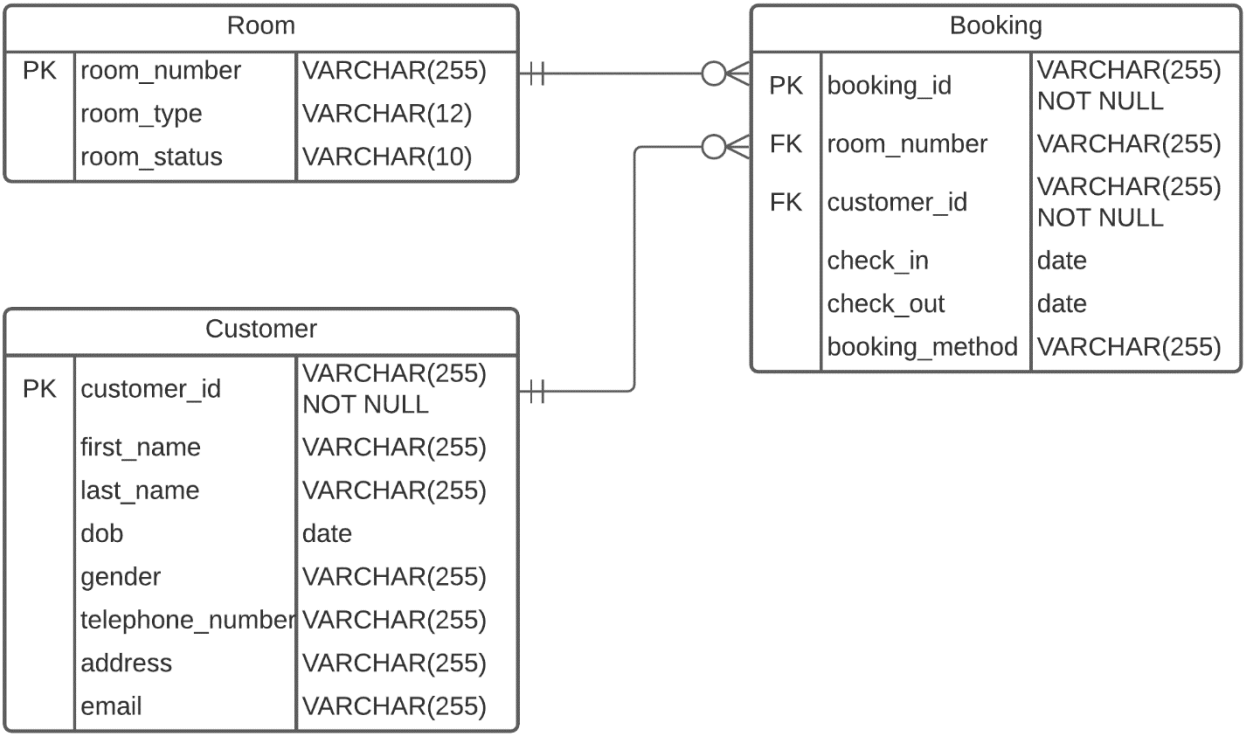 Room
PK room_number VARCHAR(255)
room_type VARCHAR(12)
room_status VARCHAR(10)
Booking
PK booking_id VARCHAR(255)
NOT NULL
FK room_number VARCHAR(255)
FK customer_id VARCHAR(255)
NOT NULL
check_in date
check_out date
booking_method VARCHAR(255)
Customer
PK customer_id VARCHAR(255)
NOT NULL
first_name VARCHAR(255)
last_name VARCHAR(255)
dob date
gender VARCHAR(255)
telephone_number VARCHAR(255)
address VARCHAR(255)
email VARCHAR(255)